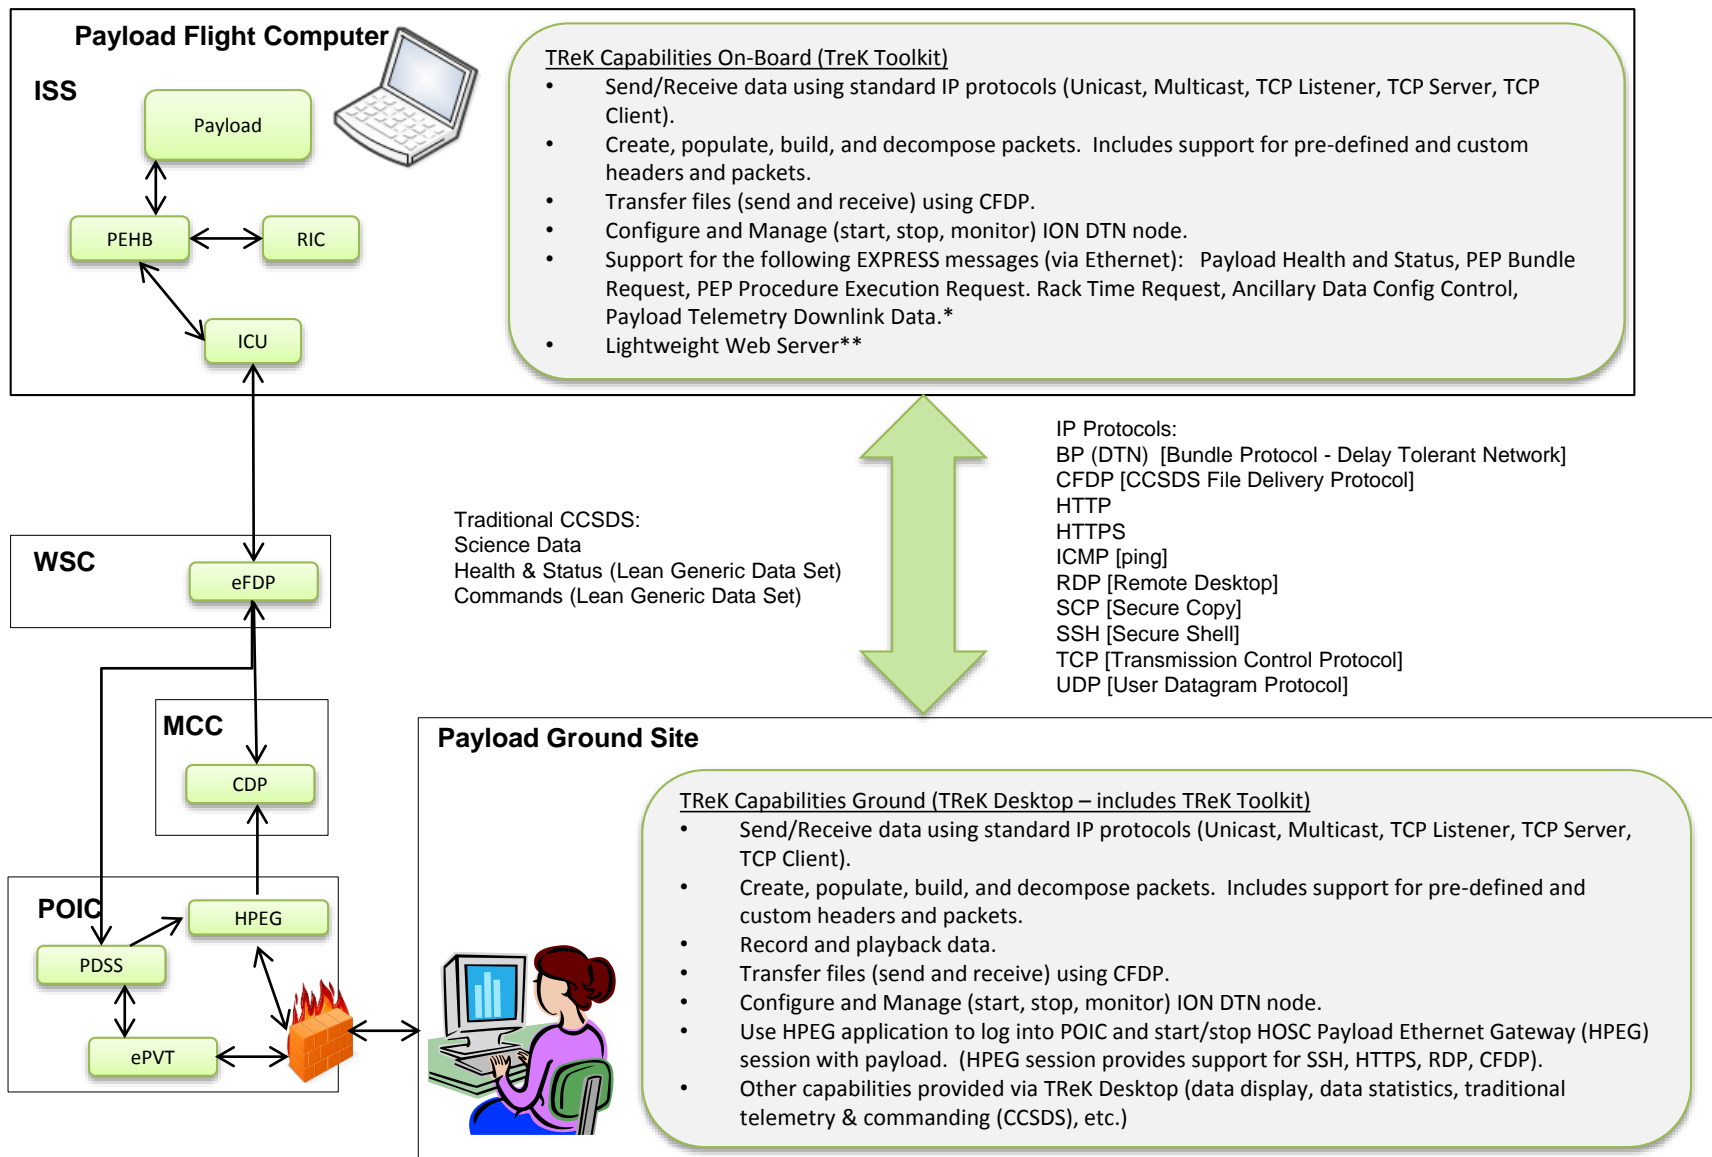 Payload Flight Computer
ISS
Payload
PEHB
RIC
ICU
TReK Capabilities On-Board (TreK Toolkit)
• Send/Receive data using standard IP protocols (Unicast, Multicast, TCP Listener, TCP Server, TCP
Client).
• Create, populate, build, and decompose packets. Includes support for pre-defined and custom
headers and packets.
• Transfer files (send and receive) using CFDP.
• Configure and Manage (start, stop, monitor) ION DTN node.
• Support for the following EXPRESS messages (via Ethernet): Payload Health and Status, PEP Bundle
Request, PEP Procedure Execution Request. Rack Time Request, Ancillary Data Config Control,
Payload Telemetry Downlink Data.*
• Lightweight Web Server**
WSC
eFDP
Traditional CCSDS:
Science Data
Health & Status (Lean Generic Data Set)
Commands (Lean Generic Data Set)
IP Protocols:
BP (DTN) [Bundle Protocol - Delay Tolerant Network]
CFDP [CCSDS File Delivery Protocol]
HTTP
HTTPS
ICMP [ping]
RDP [Remote Desktop]
SCP [Secure Copy]
SSH [Secure Shell]
TCP [Transmission Control Protocol]
UDP [User Datagram Protocol]
MCC
CDP
POIC
HPEG
PDSS
ePVT
Payload Ground Site
TReK Capabilities Ground (TReK Desktop – includes TReK Toolkit)
• Send/Receive data using standard IP protocols (Unicast, Multicast, TCP Listener, TCP Server,
TCP Client).
• Create, populate, build, and decompose packets. Includes support for pre-defined and
custom headers and packets.
• Record and playback data.
• Transfer files (send and receive) using CFDP.
• Configure and Manage (start, stop, monitor) ION DTN node.
• Use HPEG application to log into POIC and start/stop HOSC Payload Ethernet Gateway (HPEG)
session with payload. (HPEG session provides support for SSH, HTTPS, RDP, CFDP).
• Other capabilities provided via TReK Desktop (data display, data statistics, traditional
telemetry & commanding (CCSDS), etc.)